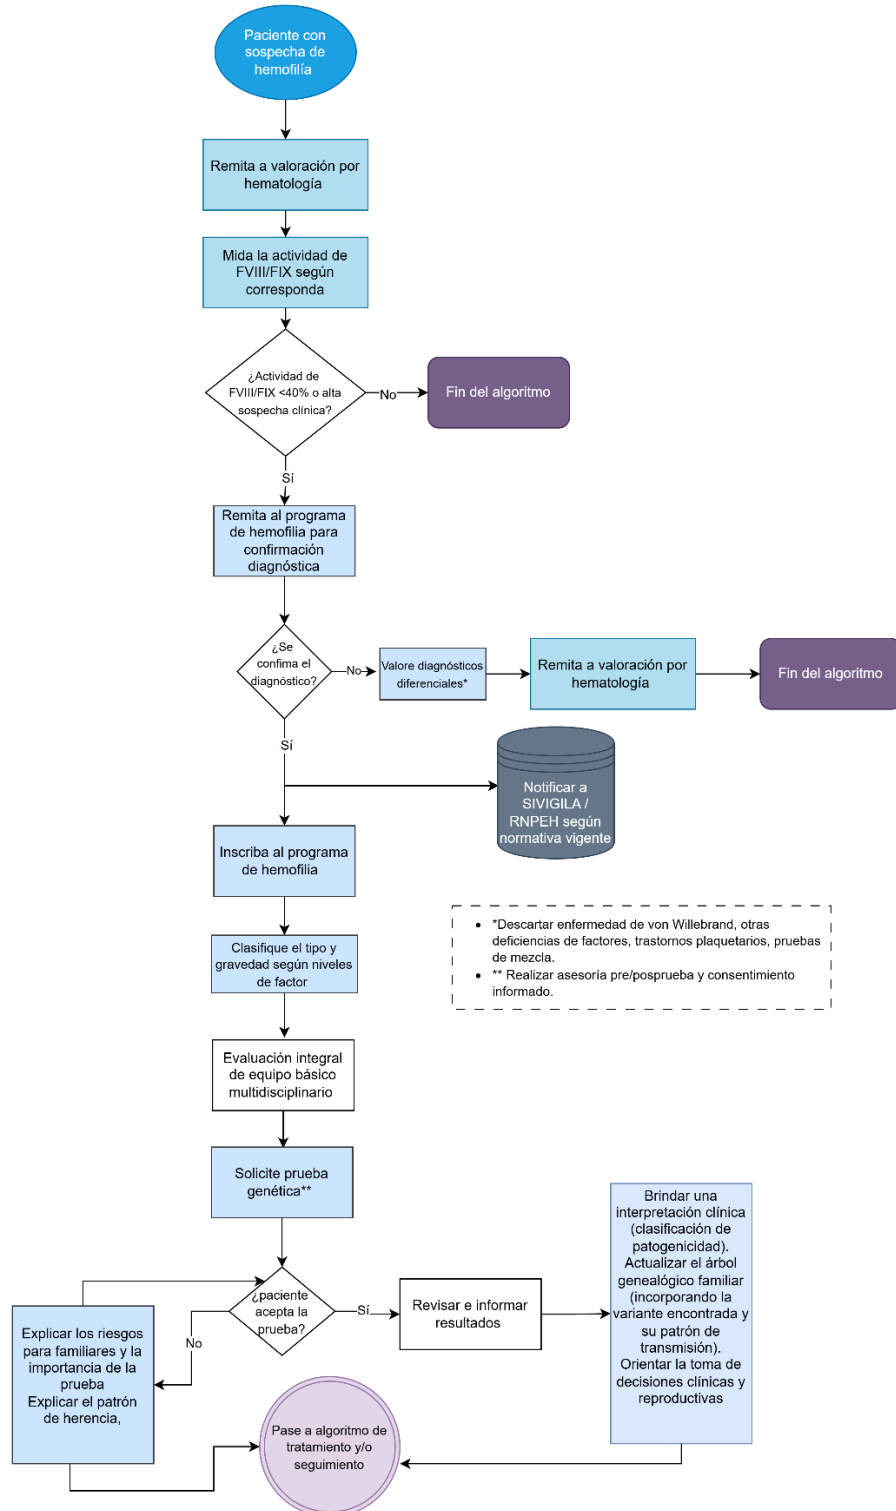 Paciente con
sospecha de
hemofilía
Remita a valoración por
hematología
Mida la actividad de
FVIII/FIX según
corresponda
¿Actividad de
FVIII/FIX <40% o alta
sospecha clínica?
No
Fin del algoritmo
Sí
Remita al programa
de hemofilia para
confirmación
diagnóstica
¿Se
confima el
diagnóstico?
No
Valore diagnósticos
diferenciales*
Remita a valoración por
hematología
Fin del algoritmo
Sí
Notificar a
SIVIGILA /
RNPEH según
normativa vigente
Inscriba al programa
de hemofilia
• *Descartar enfermedad de von Willebrand, otras
deficiencias de factores, trastornos plaquetarios, pruebas
de mezcla.
• ** Realizar asesoría pre/posprueba y consentimiento
informado.
Clasifique el tipo y
gravedad según niveles
de factor
Evaluación integral
de equipo básico
multidisciplinario
Solicite prueba
genética**
¿paciente
acepta la
prueba?
Sí
Revisar e informar
resultados
Brindar una
interpretación clínica
(clasificación de
patogenicidad).
Actualizar el árbol
genealógico familiar
(incorporando la
variante encontrada y
su patrón de
transmisión).
Orientar la toma de
decisiones clínicas y
reproductivas
No
Explicar los riesgos
para familiares y la
importancia de la
prueba
Explicar el patrón
de herencia,
Pase a algoritmo de
tratamiento y/o
seguimiento